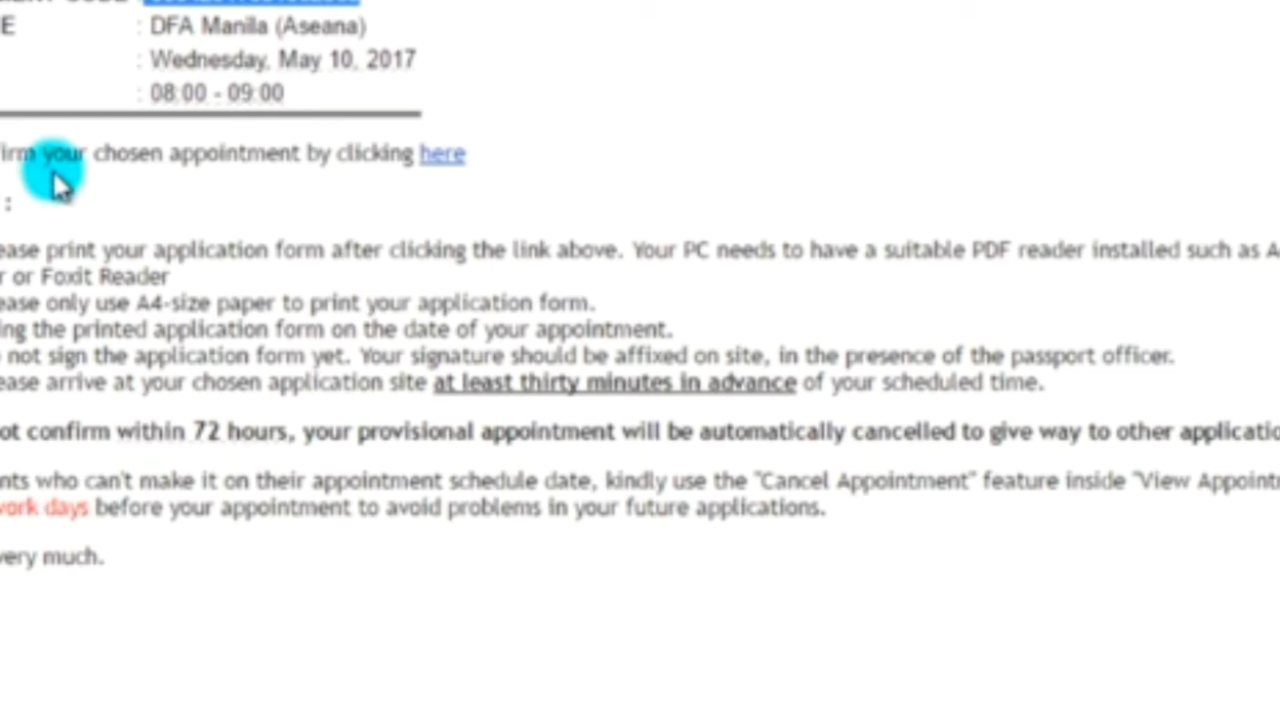 E : DFA Manila (Aseana)
: Wednesday, May 10, 2017
: 08:00 - 09:00
irm your chosen appointment by clicking here
:
ease print your application form after clicking the link above. Your PC needs to have a suitable PDF reader installed such as A
r or Foxit Reader
ease only use A4-size paper to print your application form.
ing the printed application form on the date of your appointment.
not sign the application form yet. Your signature should be affixed on site, in the presence of the passport officer.
ease arrive at your chosen application site at least thirty minutes in advance of your scheduled time.
ot confirm within 72 hours, your provisional appointment will be automatically cancelled to give way to other applicatio
nts who can't make it on their appointment schedule date, kindly use the "Cancel Appointment" feature inside "View Appoint
work days before your appointment to avoid problems in your future applications.
very much.